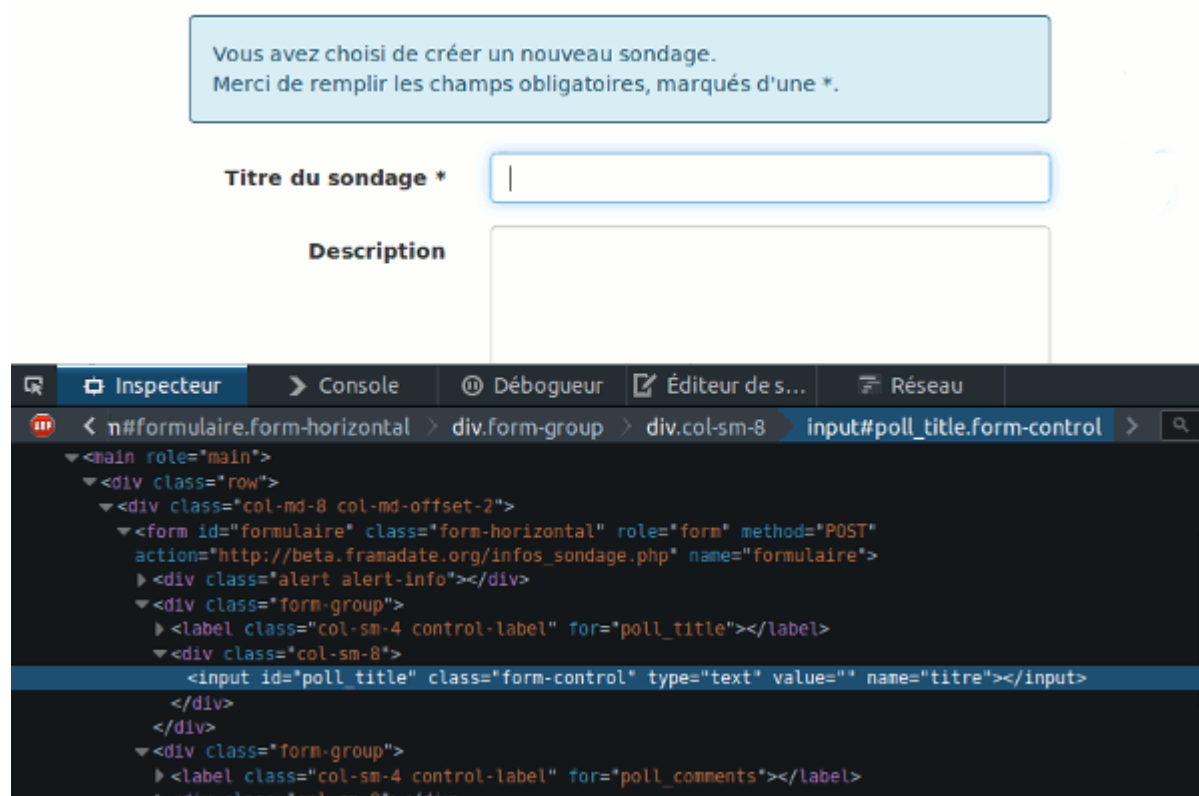 Vous avez choisi de créer un nouveau sondage.
Merci de remplir les champs obligatoires, marqués d'une *.
Titre du sondage *
Description
Inspecteur Console Débogueur Éditeur de s... Réseau
m#formulaire.form-horizontal div.form-group div.col-sm-8 input#poll_title.form-control
<main role="main">
<div class="row">
<div class="col-md-8 col-md-offset-2">
<form id="formulaire" class="form-horizontal" role="form" method="POST"
action="http://beta.framadate.org/infos_sondage.php" name="formulaire">
<div class="alert alert-info"></div>
<div class="form-group">
<label class="col-sm-4 control-label" for="poll_title"></label>
<div class="col-sm-8">
<input id="poll_title" class="form-control" type="text" value="" name="titre"></input>
</div>
</div>
<div class="form-group">
<label class="col-sm-4 control-label" for="poll_comments"></label>